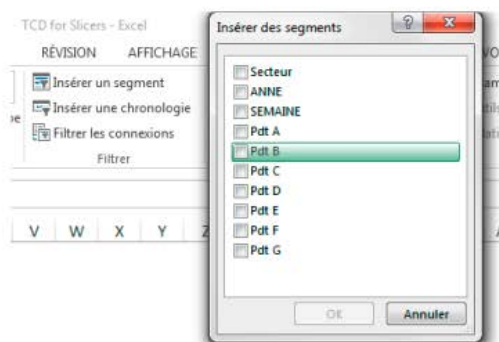 TCD for Slicers - Excel
Insérer des segments
RÉVISION AFFICHAGE
Insérer un segment
Insérer une chronologie
Filtrer les connexions
Filtrer
Secteur
ANNE
SEMAINE
Pdt A
Pdt B
Pdt C
Pdt D
Pdt E
Pdt F
Pdt G
V W X Y Z
OK Annuler